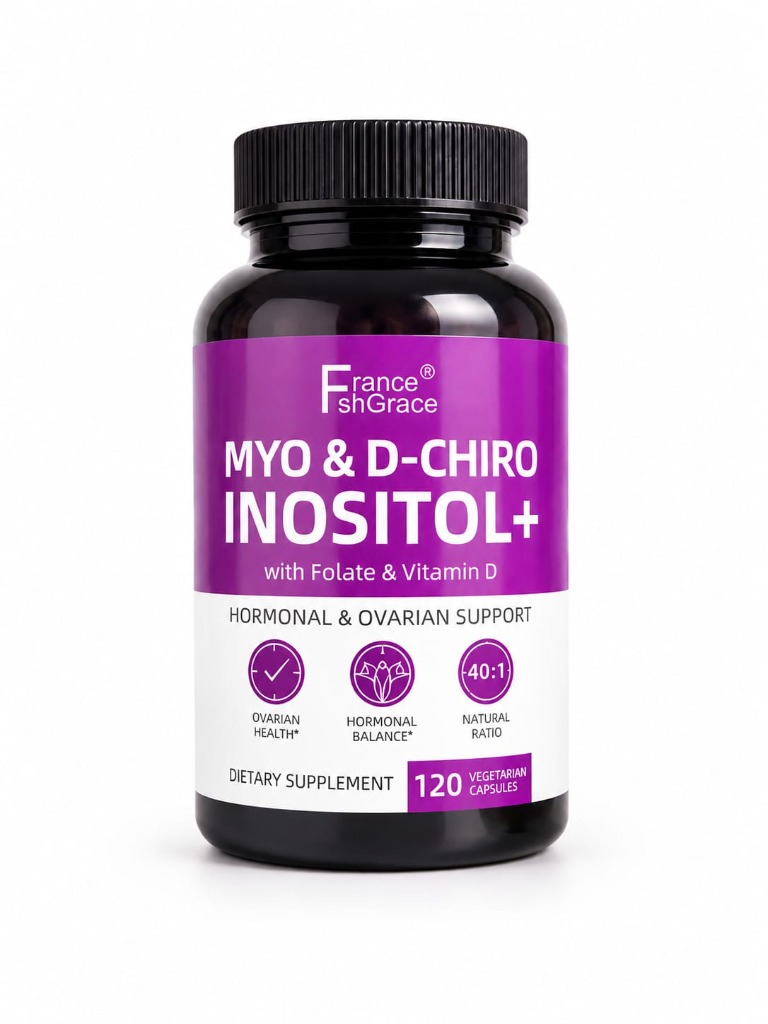 France®
shGrace
MYO & D-CHIRO
INOSITOL+
with Folate & Vitamin D
HORMONAL & OVARIAN SUPPORT
OVARIAN
HEALTH*
HORMONAL
BALANCE*
40:1
NATURAL
RATIO
DIETARY SUPPLEMENT
120 VEGETARIAN
CAPSULES